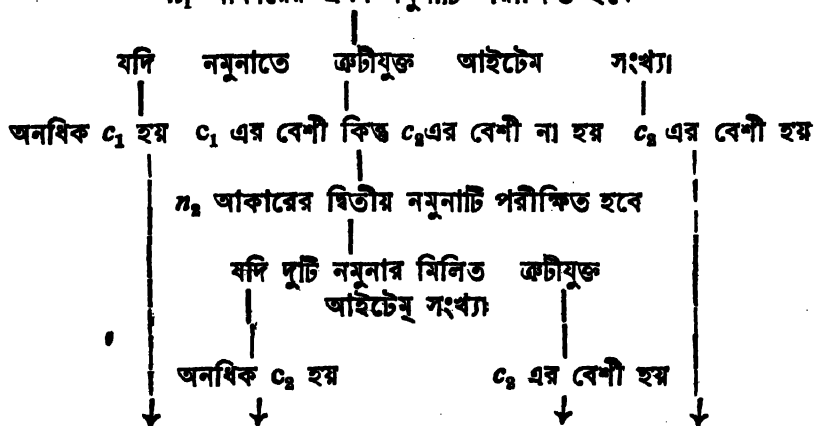 যদি নমুনাতে ত্রুটীযুক্ত আইটেম সংখ্যা
অনধিক c₁ হয় c₁ এর বেশী কিন্তু c₂এর বেশী না হয় c₂ এর বেশী হয়
n₂ আকারের দ্বিতীয় নমুনাটি পরীক্ষিত হবে
যদি দুটি নমুনার মিলিত ত্রুটীযুক্ত
আইটেম্ সংখ্যা
অনধিক c₂ হয় c₂ এর বেশী হয়